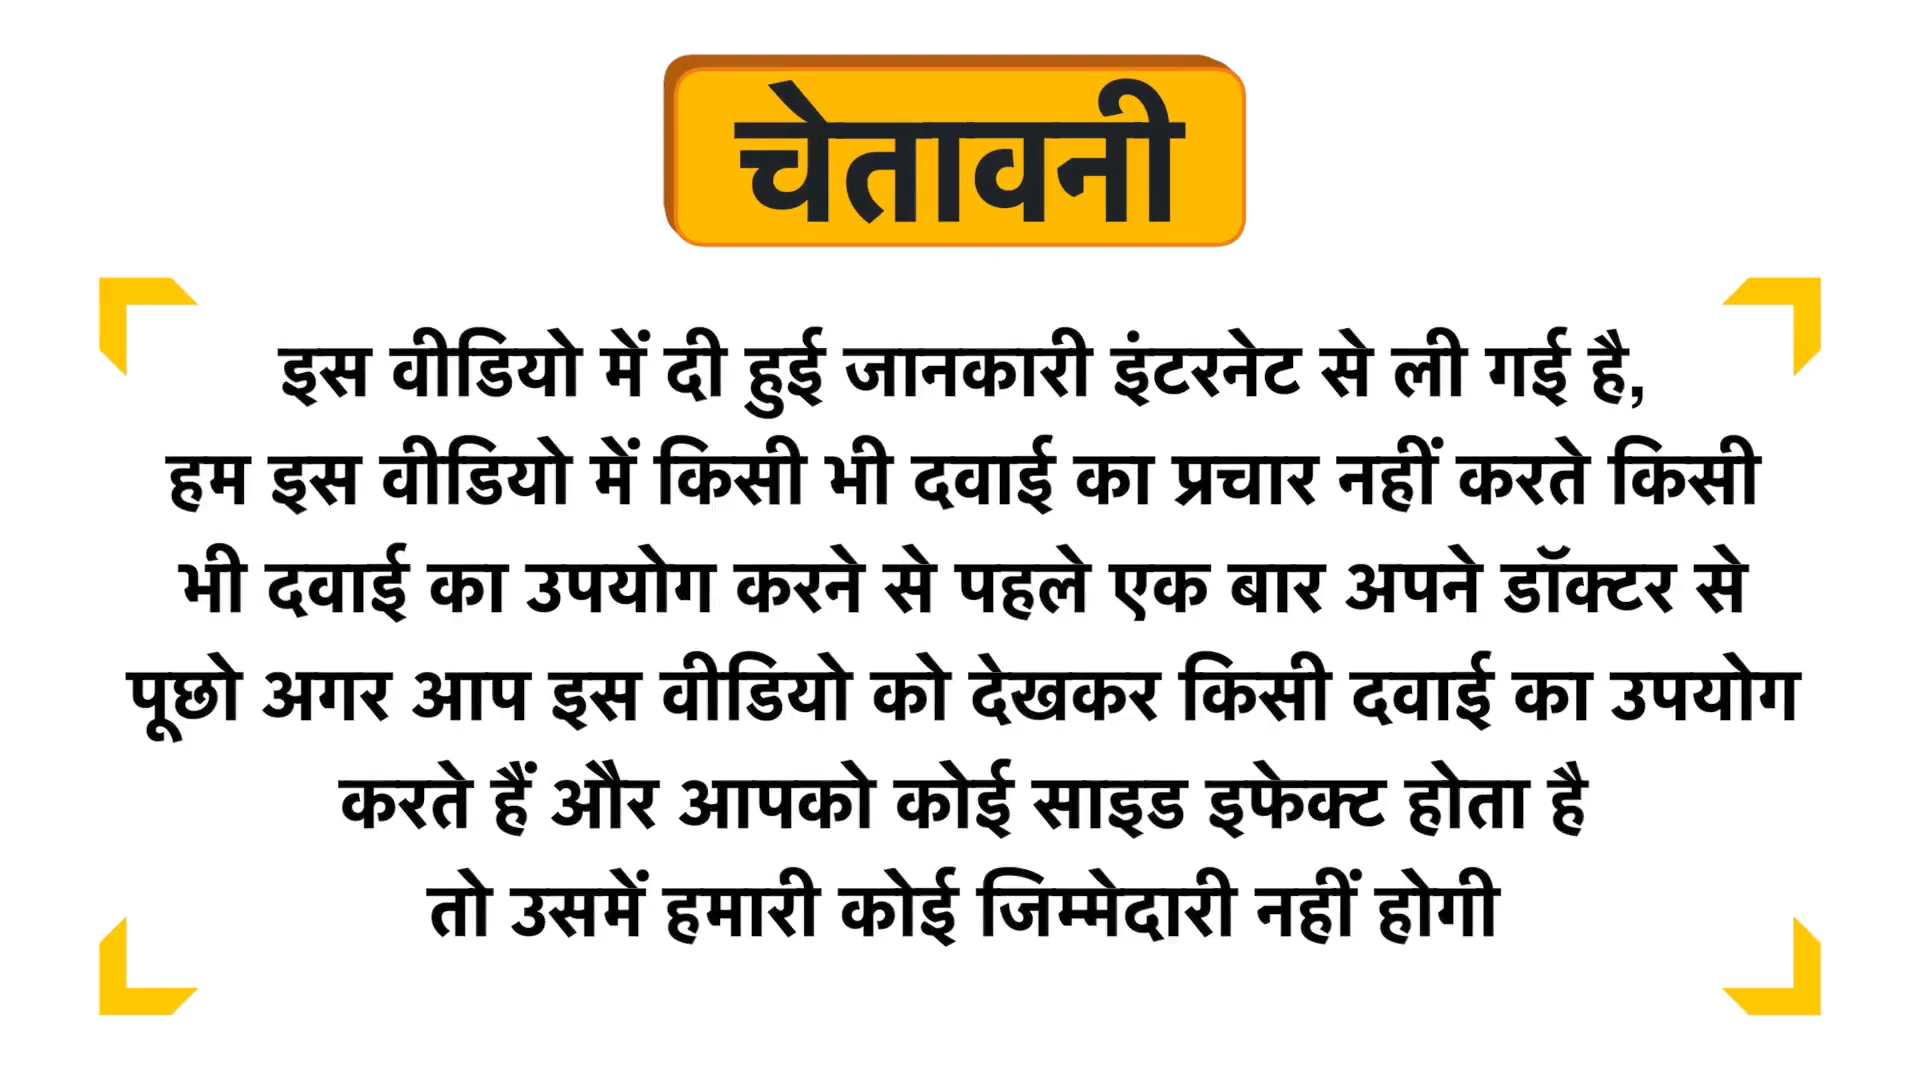 चेतावनी
इस वीडियो में दी हुई जानकारी इंटरनेट से ली गई है,
हम इस वीडियो में किसी भी दवाई का प्रचार नहीं करते किसी
भी दवाई का उपयोग करने से पहले एक बार अपने डॉक्टर से
पूछो अगर आप इस वीडियो को देखकर किसी दवाई का उपयोग
करते हैं और आपको कोई साइड इफेक्ट होता है
तो उसमें हमारी कोई जिम्मेदारी नहीं होगी